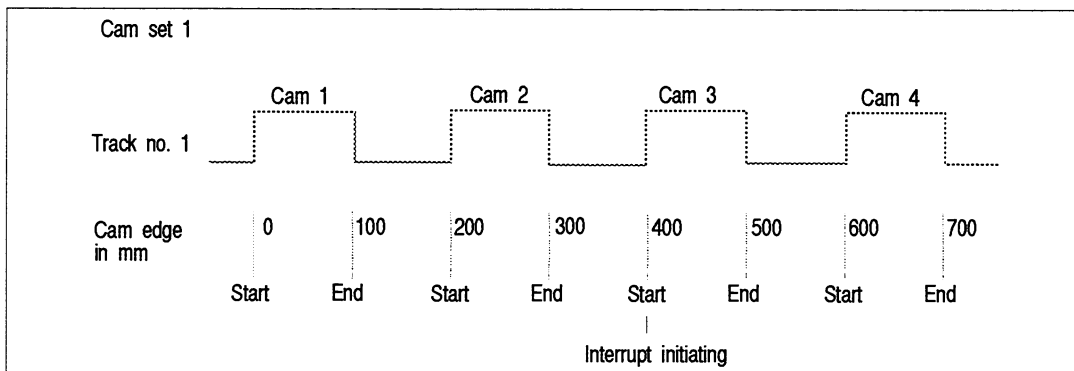 Cam set 1
Cam 1 Cam 2 Cam 3 Cam 4
Track no. 1
Cam edge 0 100 200 300 400 500 600 700
in mm
Start End Start End Start End Start End
Interrupt initiating